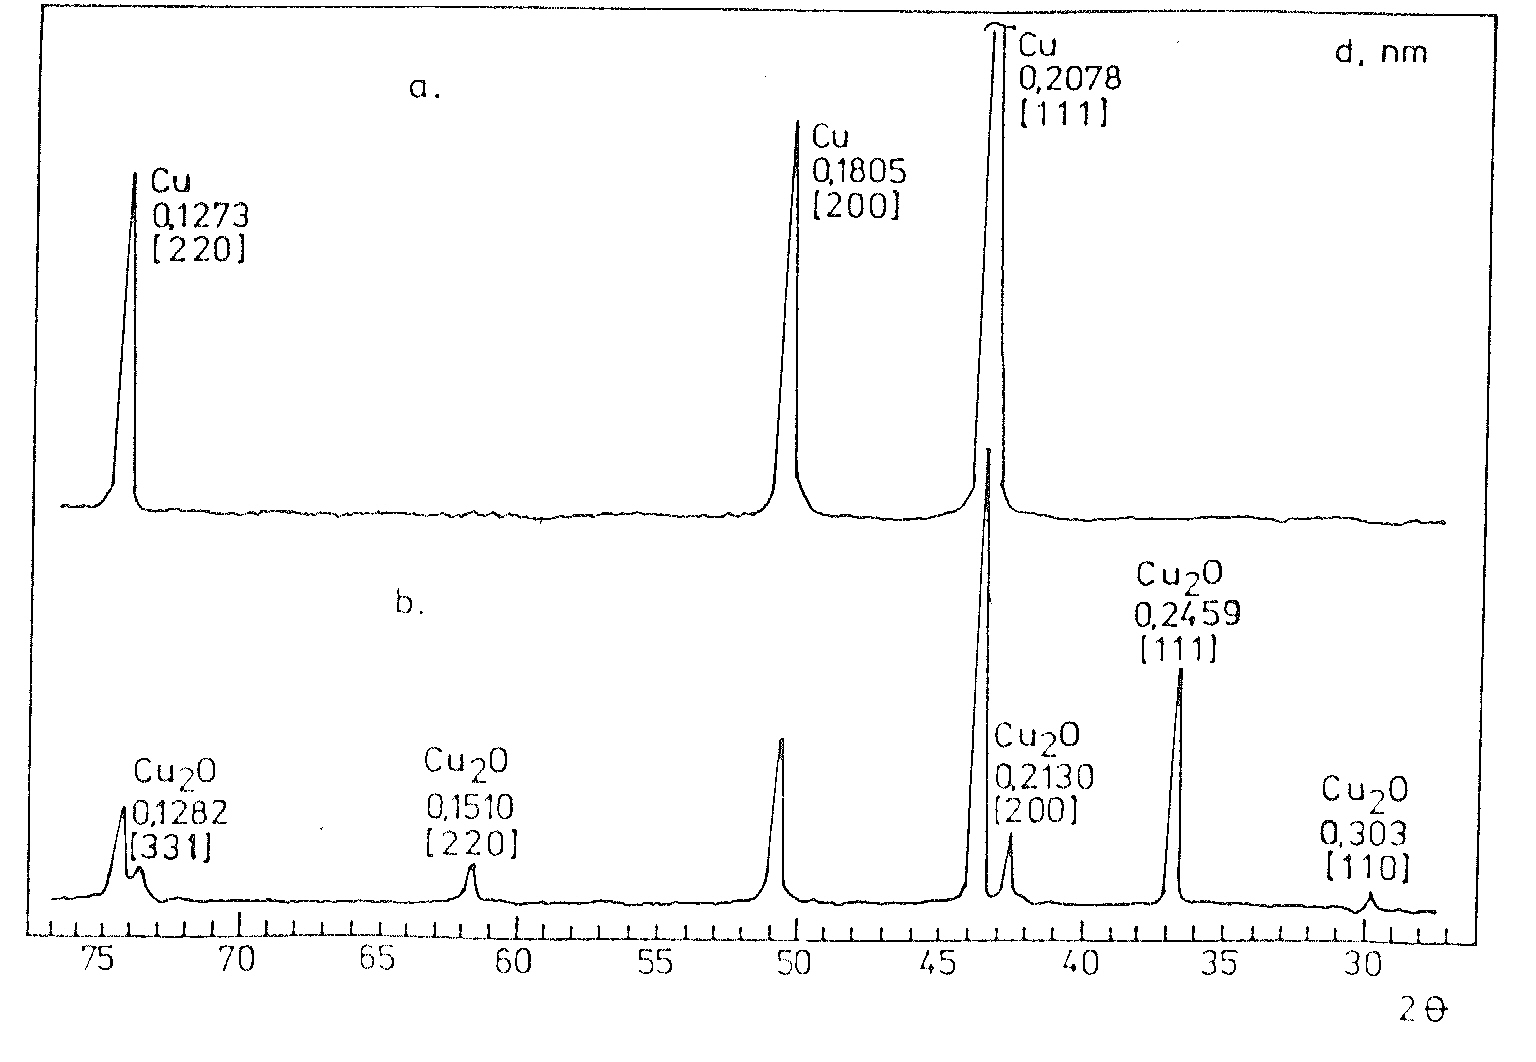 a.
d, nm
Cu
0,2078
[111]
Cu
0,1805
[200]
Cu
0,1273
[220]
b.
Cu2O
0,2459
[111]
Cu2O
0,2130
[200]
Cu2O
0,1510
[220]
Cu2O
0,1282
[331]
Cu2O
0,303
[110]
75 70 65 60 55 50 45 40 35 30
2 Θ